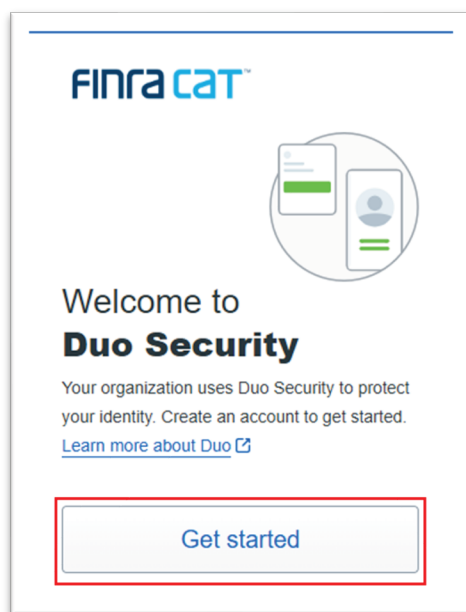 FINRA CAT™
Welcome to
Duo Security
Your organization uses Duo Security to protect
your identity. Create an account to get started.
Learn more about Duo
Get started